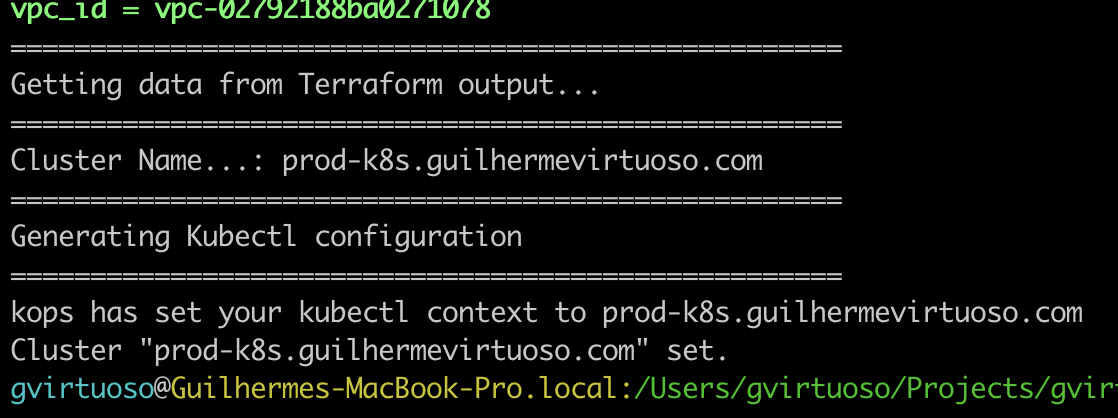 vpc_id = vpc-02792188ba0271078
====================================================
Getting data from Terraform output...
====================================================
Cluster Name...: prod-k8s.guilhermevirtuoso.com
====================================================
Generating Kubectl configuration
====================================================
kops has set your kubectl context to prod-k8s.guilhermevirtuoso.com
Cluster "prod-k8s.guilhermevirtuoso.com" set.
gvirtuoso@Guilhermes-MacBook-Pro.local:/Users/gvirtuoso/Projects/gvir